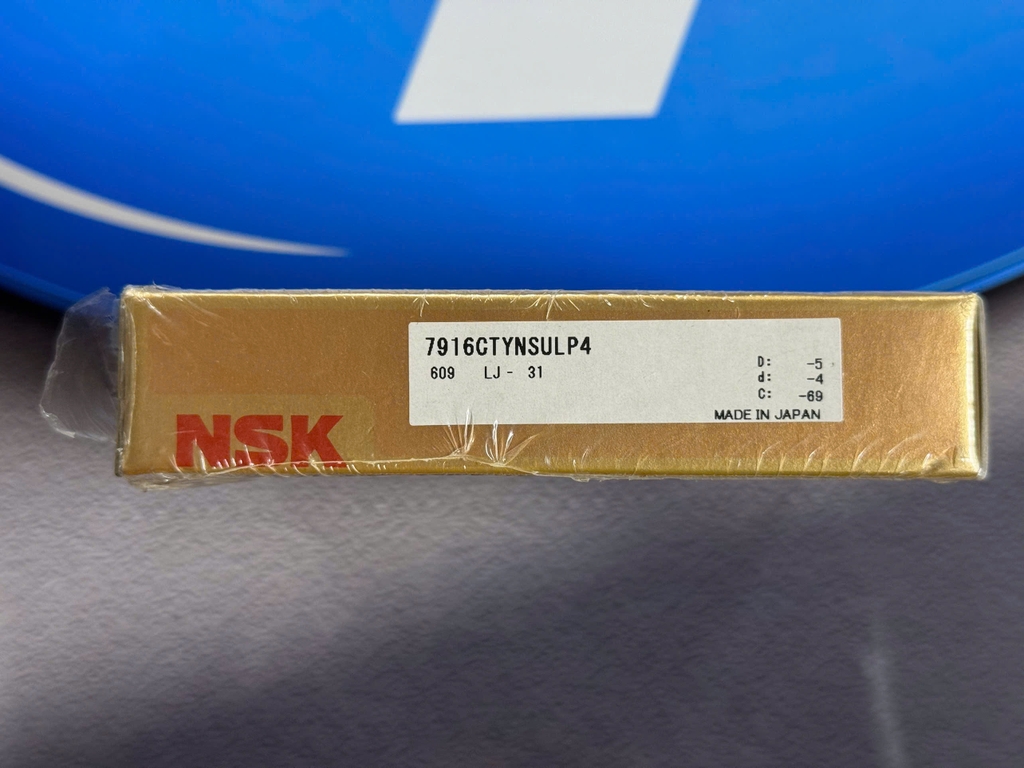 7916CTYNSULP4
609 LJ - 31
D: -5
d: -4
C: -69
MADE IN JAPAN
NSK